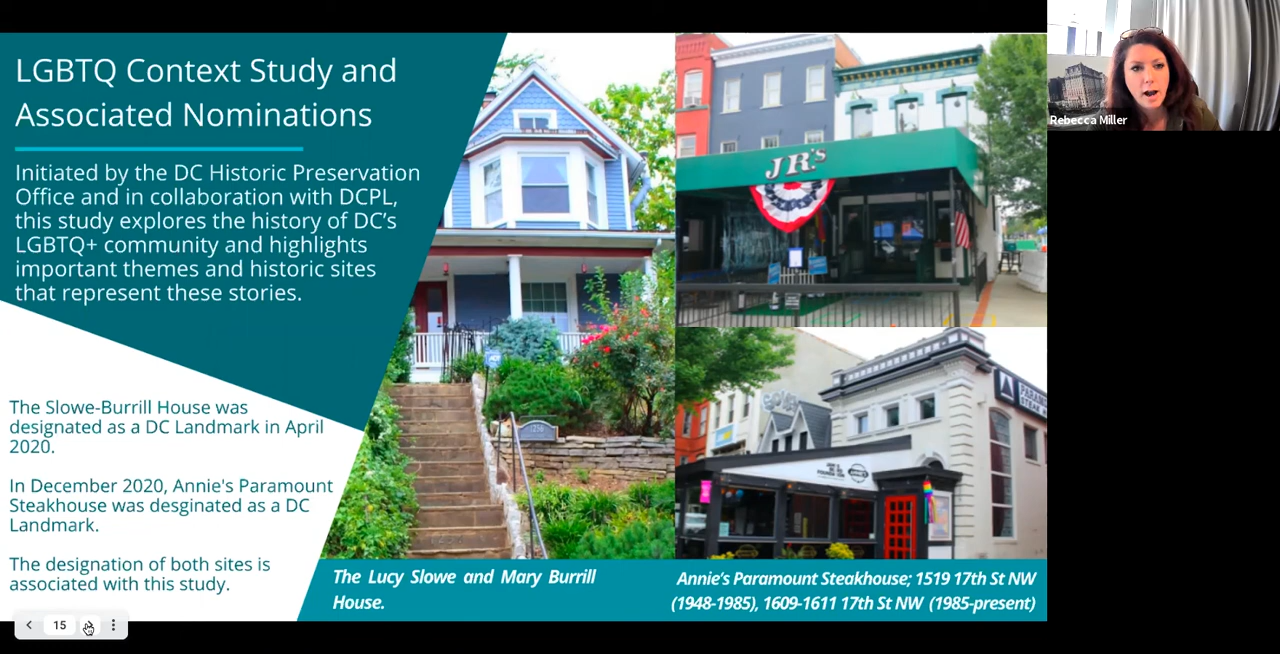 LGBTQ Context Study and
Associated Nominations
Initiated by the DC Historic Preservation
Office and in collaboration with DCPL,
this study explores the history of DC's
LGBTQ+ community and highlights
important themes and historic sites
that represent these stories.
The Slowe-Burrill House was
designated as a DC Landmark in April
2020.
In December 2020, Annie's Paramount
Steakhouse was desginated as a DC
Landmark.
The designation of both sites is
associated with this study.
1256
The Lucy Slowe and Mary Burrill
House.
JR's
Annie's Paramount Steakhouse; 1519 17th St NW
(1948-1985), 1609-1611 17th St NW (1985-present)
15
Rebecca Miller